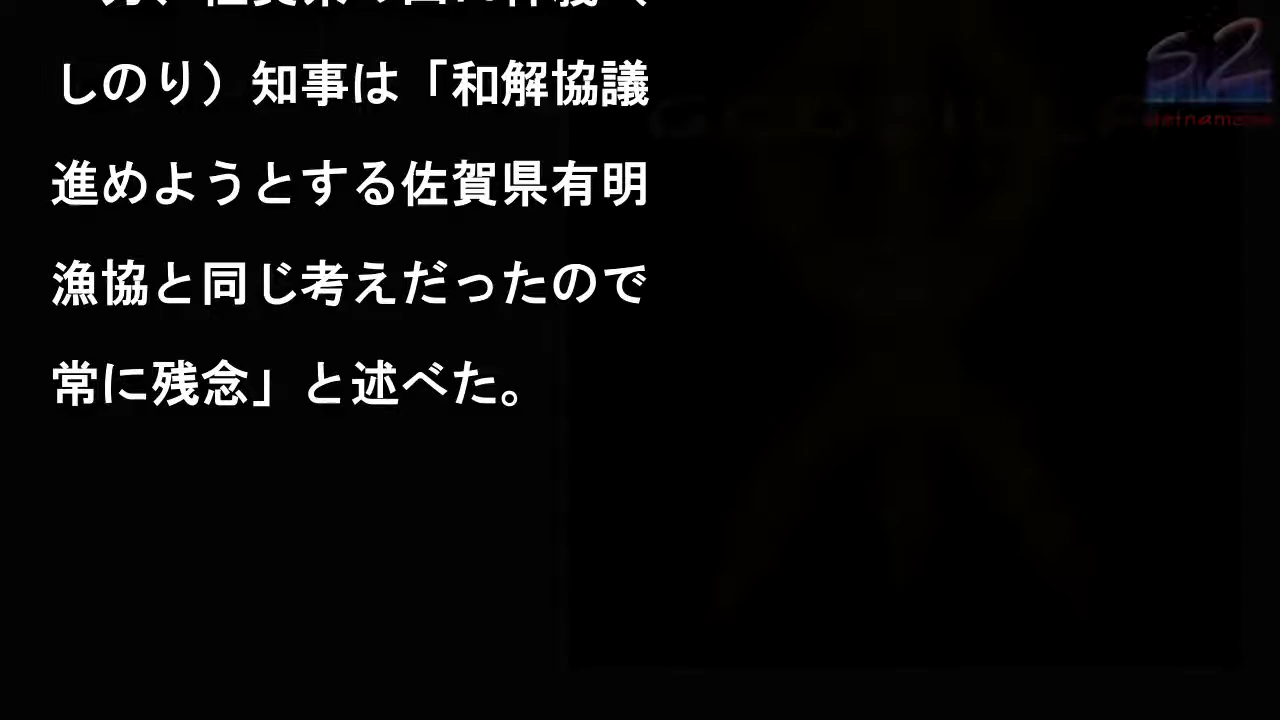 しのり）知事は「和解協議
進めようとする佐賀県有明
漁協と同じ考えだったので
常に残念」と述べた。
S2